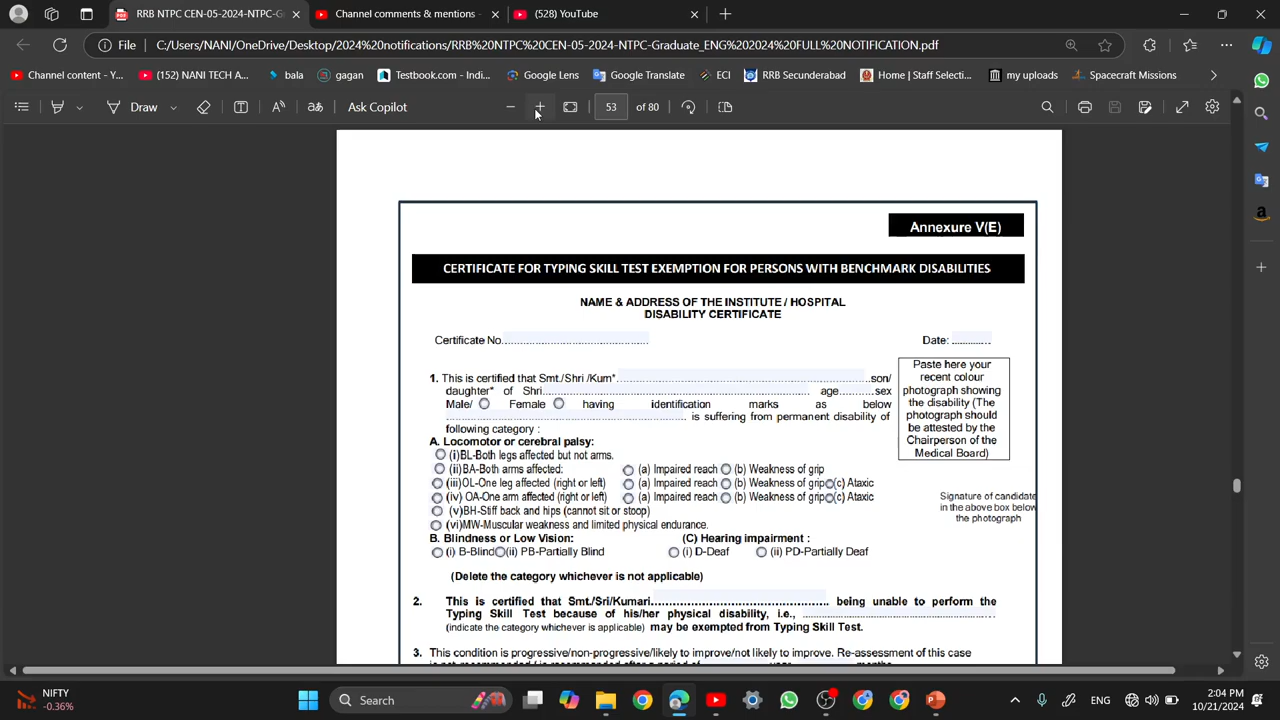 RRB NTPC CEN-05-2024-NTPC-G
Channel comments & mentions -
(528) YouTube
File
C:/Users/NANI/OneDrive/Desktop/2024%20notifications/RRB%20NTPC%20CEN-05-2024-NTPC-Graduate_ENG%202024%20FULL%20NOTIFICATION.pdf
Channel content - Y...
(152) NANI TECH A...
bala
gagan
Testbook.com - Indi...
Google Lens
Google Translate
ECI
RRB Secunderabad
Home | Staff Selecti...
my uploads
Spacecraft Missions
Draw
Ask Copilot
53 of 80
Annexure V(E)
CERTIFICATE FOR TYPING SKILL TEST EXEMPTION FOR PERSONS WITH BENCHMARK DISABILITIES
NAME & ADDRESS OF THE INSTITUTE / HOSPITAL
DISABILITY CERTIFICATE
Certificate No..................................................
Date: .............
Paste here your
recent colour
photograph showing
the disability (The
photograph should
be attested by the
Chairperson of the
Medical Board)
Signature of candidate
in the above box below
the photograph
1. This is certified that Smt./Shri /Kum*......................................................................son/
daughter* of Shri........................................................................ age..........sex
Male/ Female having identification marks as below
...................................................................... is suffering from permanent disability of
following category :
A. Locomotor or cerebral palsy:
(i)BL-Both legs affected but not arms.
(ii)BA-Both arms affected: (a) Impaired reach (b) Weakness of grip
(iii)OL-One leg affected (right or left) (a) Impaired reach (b) Weakness of grip (c) Ataxic
(iv) OA-One arm affected (right or left) (a) Impaired reach (b) Weakness of grip (c) Ataxic
(v)BH-Stiff back and hips (cannot sit or stoop)
(vi)MW-Muscular weakness and limited physical endurance.
B. Blindness or Low Vision: (C) Hearing impairment :
(i) B-Blind (ii) PB-Partially Blind (i) D-Deaf (ii) PD-Partially Deaf
(Delete the category whichever is not applicable)
2. This is certified that Smt./Sri/Kumari.................................................. being unable to perform the
Typing Skill Test because of his/her physical disability, i.e., ..................................................
(indicate the category whichever is applicable) may be exempted from Typing Skill Test.
3. This condition is progressive/non-progressive/likely to improve/not likely to improve. Re-assessment of this case
is not recommended / is recommended after a period of year months
NIFTY
-0.36%
Search
ENG
2:04 PM
10/21/2024